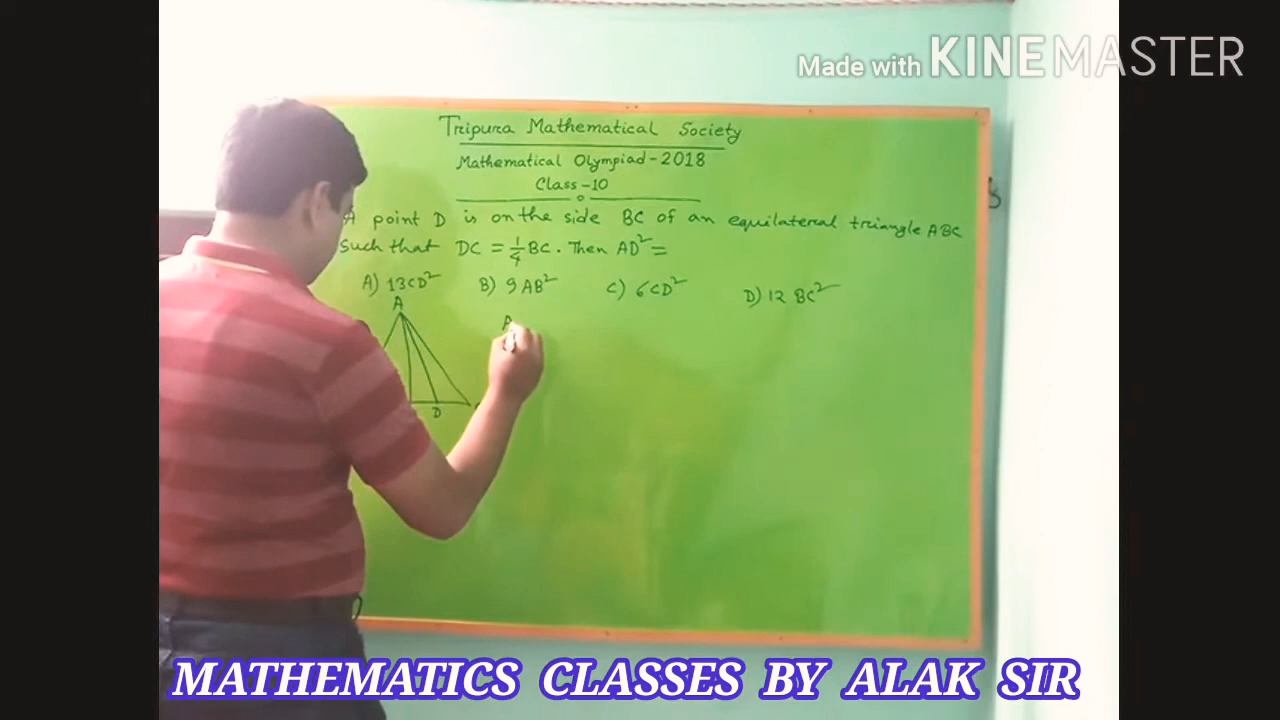 Made with KINEMASTER
Tripura Mathematical Society
Mathematical Olympiad-2018
Class-10
A point D is on the side BC of an equilateral triangle ABC
such that DC = 1/4 BC. Then AD² =
A) 13CD² B) 9AB² C) 6CD² D) 12 BC²
A
D
MATHEMATICS CLASSES BY ALAK SIR